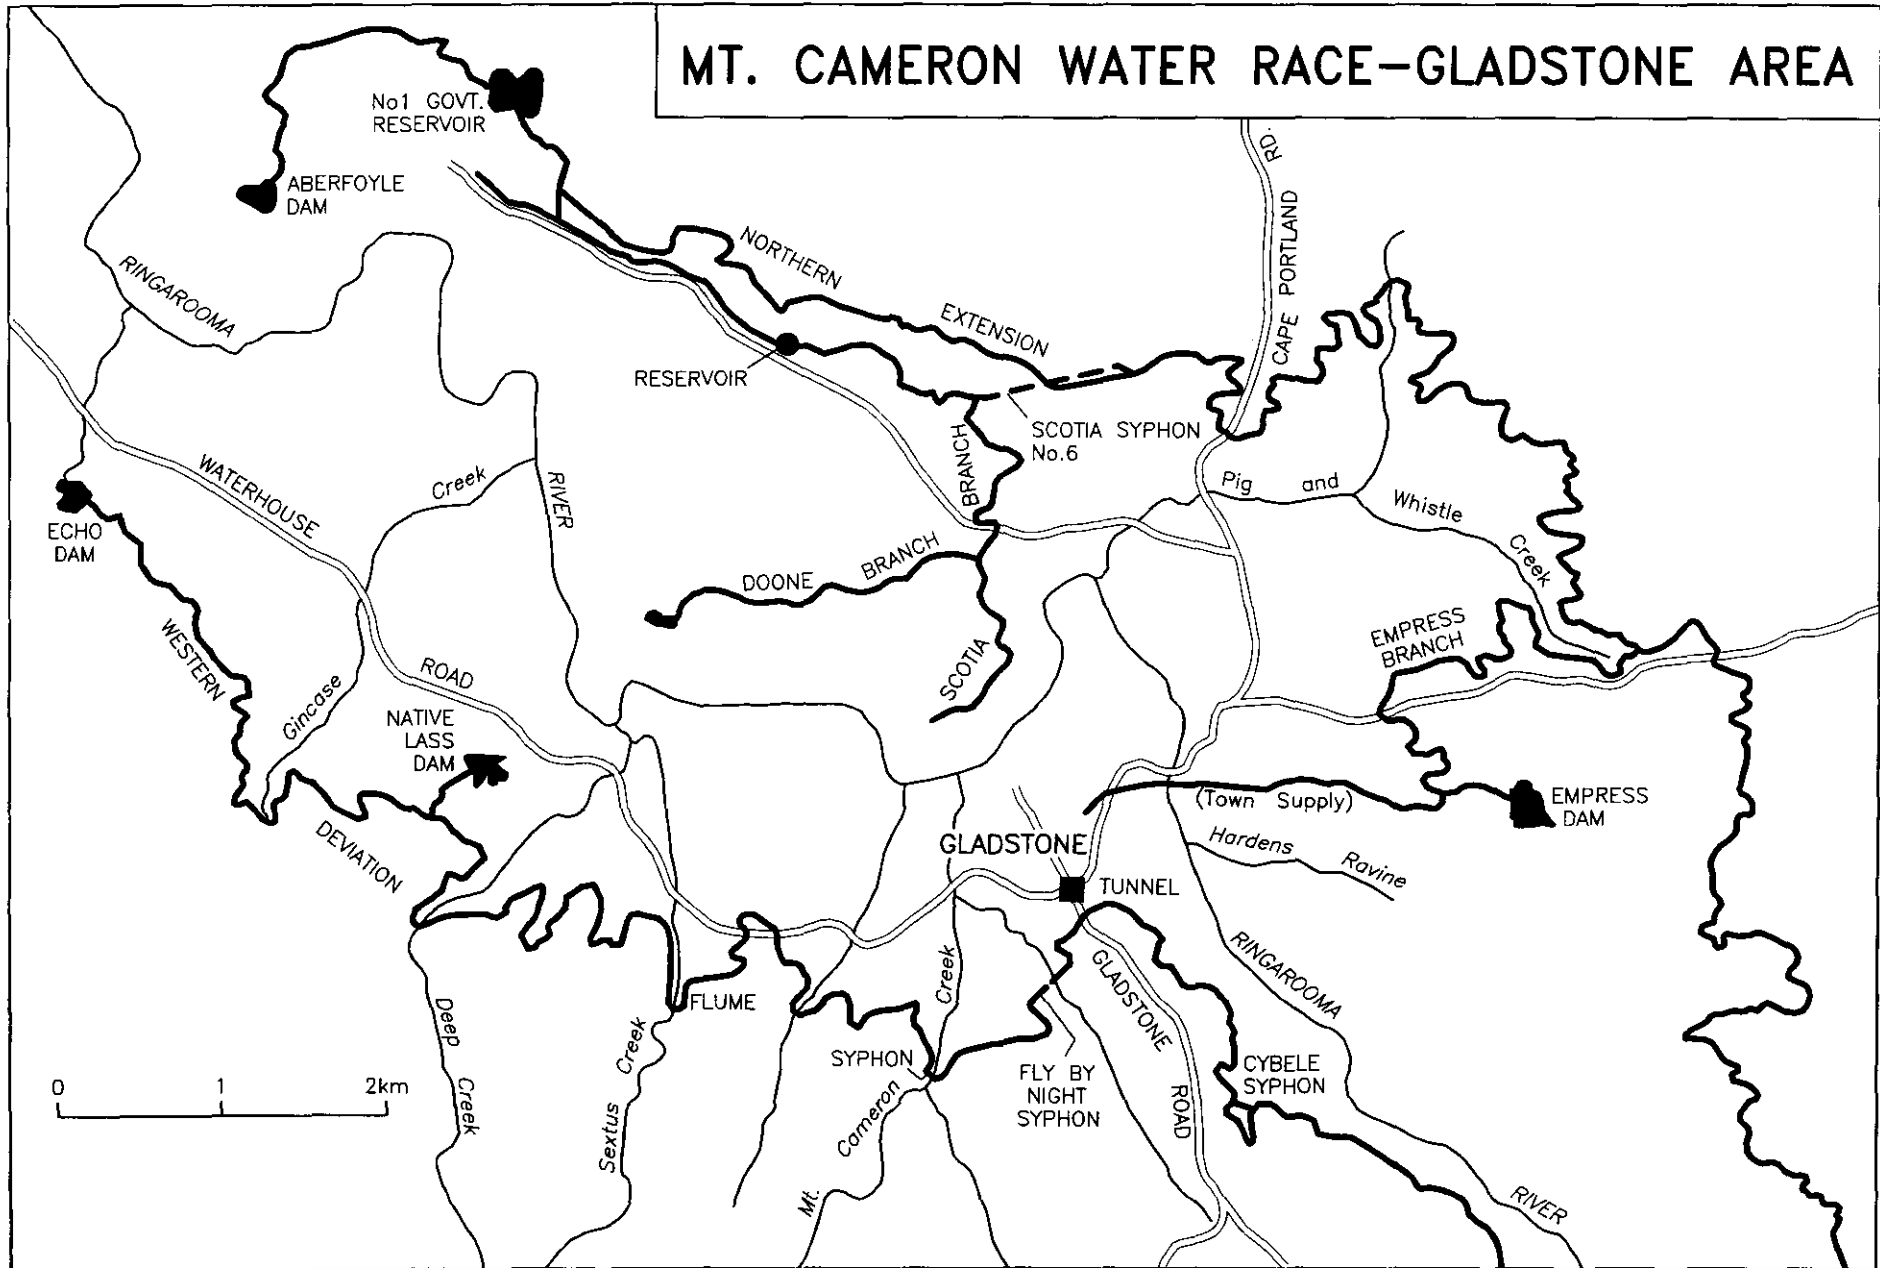 MT. CAMERON WATER RACE-GLADSTONE AREA
No1 GOVT.
RESERVOIR
ABERFOYLE
DAM
RINGAROOMA
RIVER
NORTHERN
EXTENSION
CAPE PORTLAND
RD.
RESERVOIR
SCOTIA SYPHON
No.6
BRANCH
SCOTIA
Pig and
Whistle
Creek
WATERHOUSE
ROAD
Creek
Gincase
ECHO
DAM
WESTERN
DEVIATION
DOONE BRANCH
EMPRESS
BRANCH
NATIVE
LASS
DAM
(Town Supply)
EMPRESS
DAM
GLADSTONE
TUNNEL
Hardens Ravine
RINGAROOMA
RIVER
GLADSTONE
ROAD
FLUME
Creek
Deep
Creek
Sextus Creek
SYPHON
Mt. Cameron
FLY BY
NIGHT
SYPHON
CYBELE
SYPHON
0 1 2km